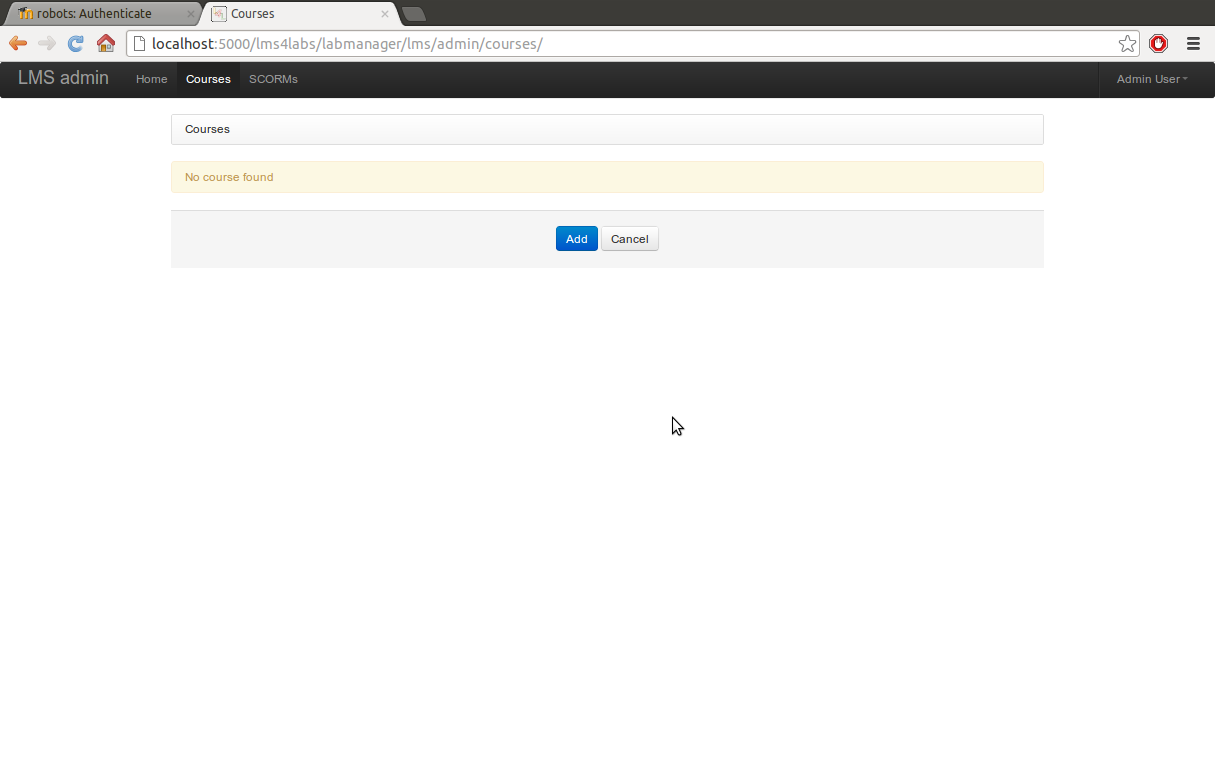 robots: Authenticate
Courses
localhost:5000/lms4labs/labmanager/lms/admin/courses/
LMS admin Home Courses SCORMs Admin User
Courses
No course found
Add Cancel